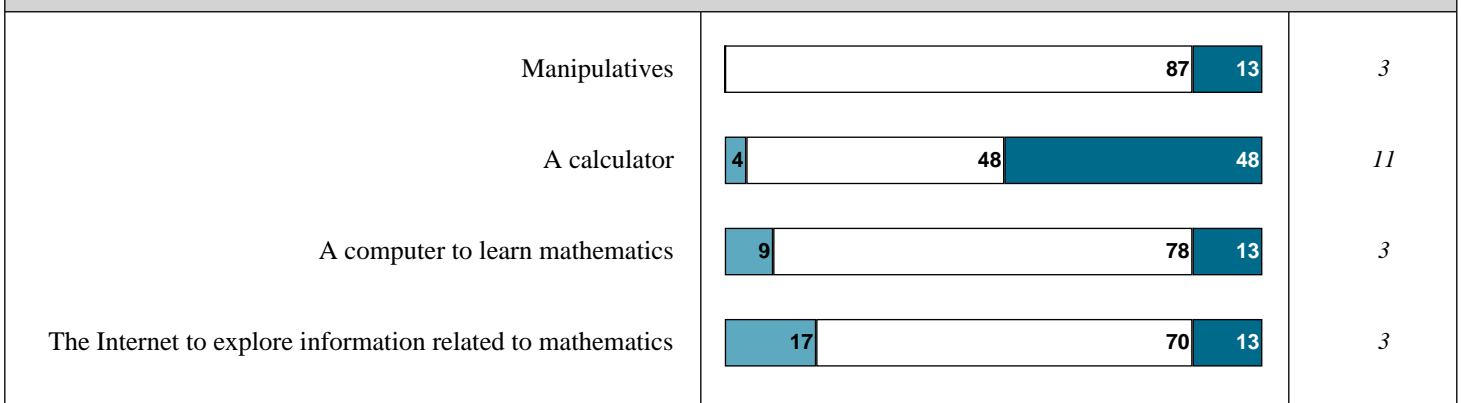 Manipulatives 87 13 3
A calculator 4 48 48 11
A computer to learn mathematics 9 78 13 3
The Internet to explore information related to mathematics 17 70 13 3